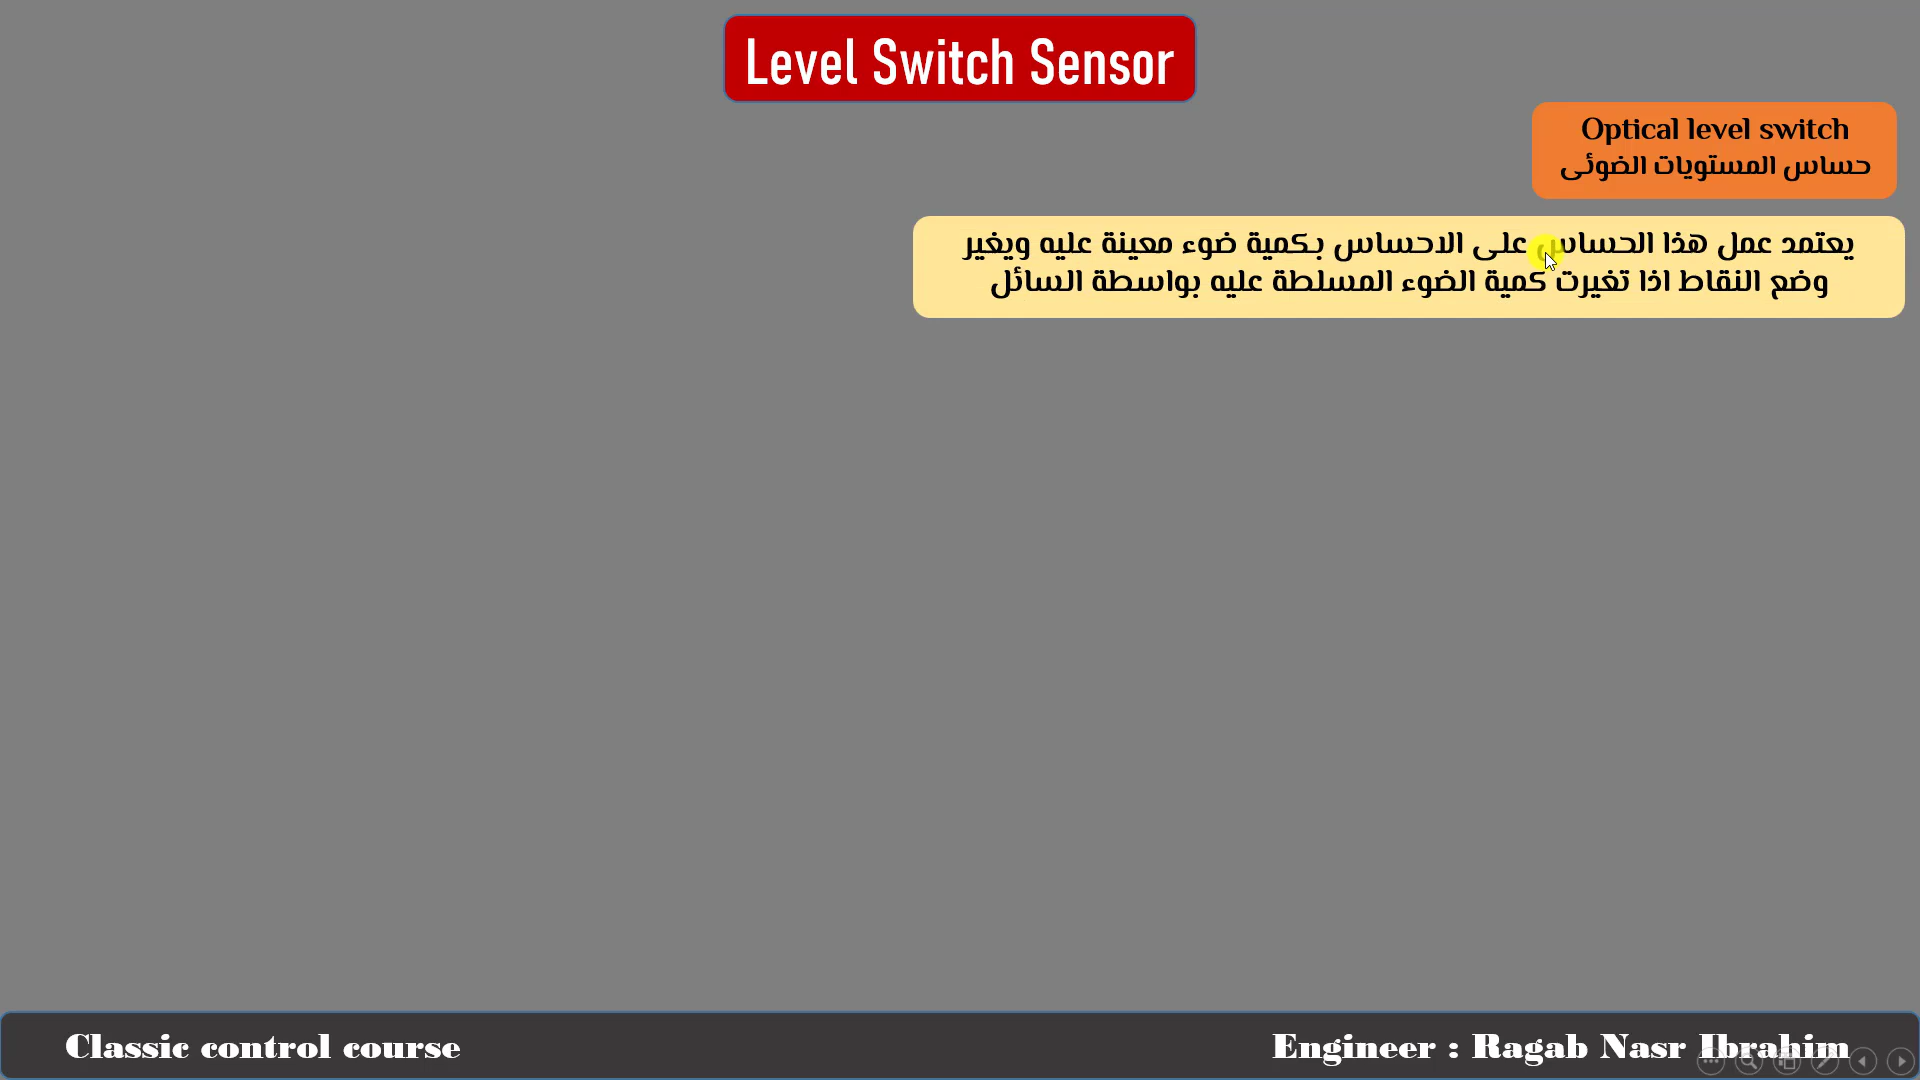 Level Switch Sensor
Optical level switch
حساس المستويات الضوئى
يعتمد عمل هذا الحساس على الاحساس بكمية ضوء معينة عليه ويغير
وضع النقاط اذا تغيرت كمية الضوء المسلطة عليه بواسطة السائل
Classic control course
Engineer : Ragab Nasr Ibrahim